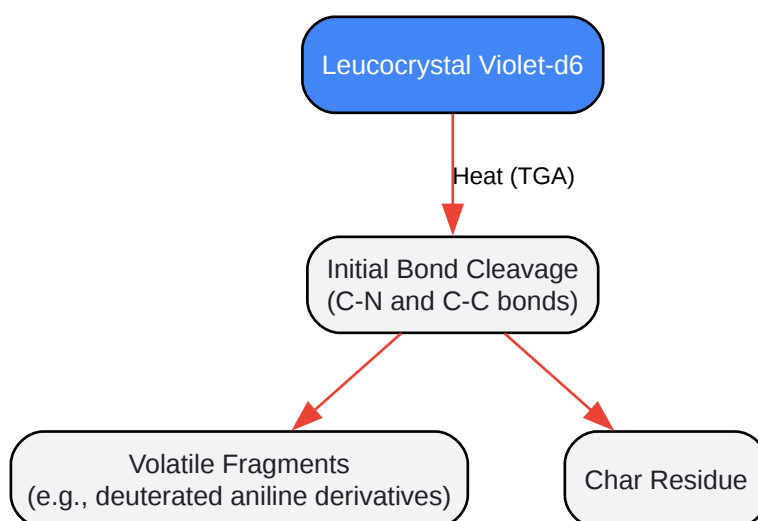 Leucocrystal Violet-d6
Heat (TGA)
Initial Bond Cleavage
(C-N and C-C bonds)
Volatile Fragments
(e.g., deuterated aniline derivatives)
Char Residue